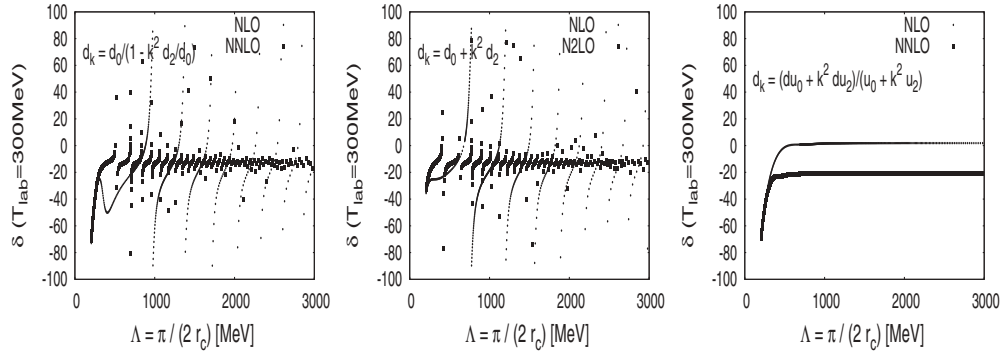 δ (T_lab=300MeV)
100
80
60
40
20
0
-20
-40
-60
-80
-100
NLO
NNLO
d_k = d_0/(1 - k^2 d_2/d_0)
0 1000 2000 3000
Λ = π / (2 r_c) [MeV]
δ (T_lab=300MeV)
100
80
60
40
20
0
-20
-40
-60
-80
-100
NLO
N2LO
d_k = d_0 + k^2 d_2
0 1000 2000 3000
Λ = π / (2 r_c) [MeV]
δ (T_lab=300MeV)
100
80
60
40
20
0
-20
-40
-60
-80
-100
NLO
NNLO
d_k = (du_0 + k^2 du_2)/(u_0 + k^2 u_2)
0 1000 2000 3000
Λ = π / (2 r_c) [MeV]